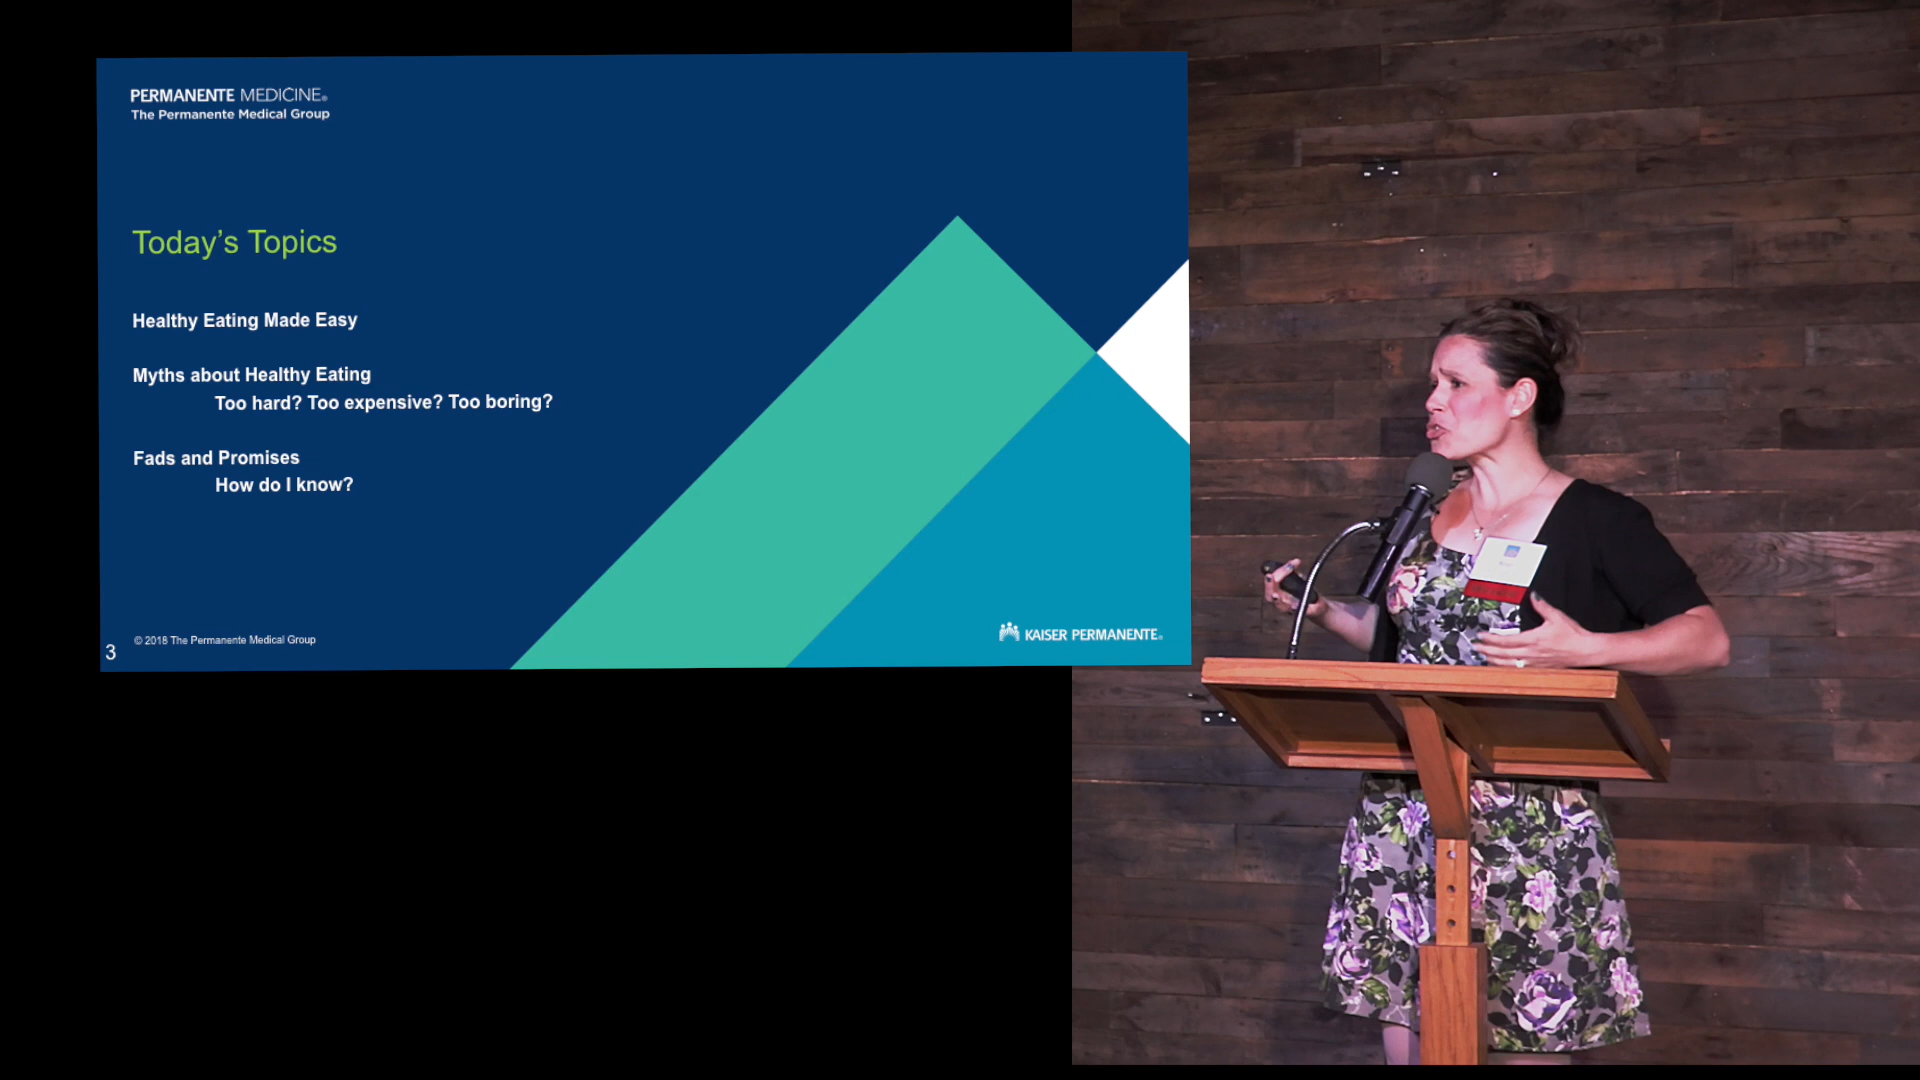 PERMANENTE MEDICINE®
The Permanente Medical Group
Today's Topics
Healthy Eating Made Easy
Myths about Healthy Eating
Too hard? Too expensive? Too boring?
Fads and Promises
How do I know?
3
© 2018 The Permanente Medical Group
KAISER PERMANENTE®